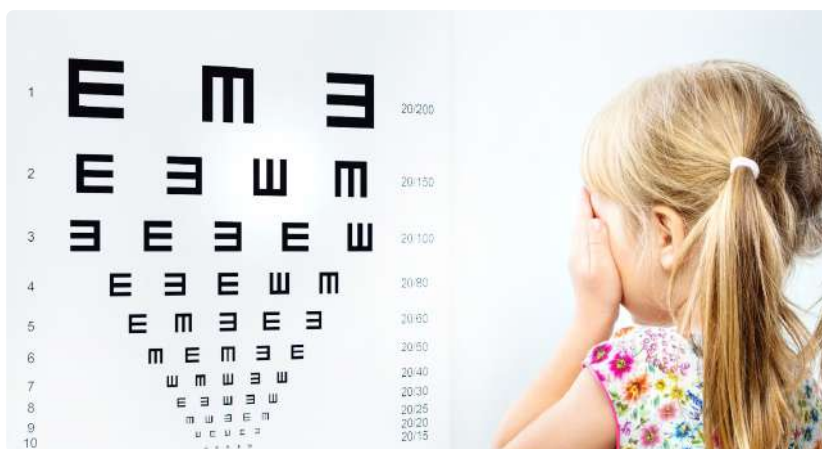 1 E m Ǝ 20/200
2 E Ǝ Ш m 20/150
3 Ǝ E Ǝ E Ш 20/100
4 E Ǝ E Ш m 20/80
5 E m Ǝ E Ǝ 20/60
6 m E m Ǝ E 20/50
7 Ш m Ш Ǝ Ш 20/40
8 E Ǝ Ш Ǝ Ш 20/30
9 m Ш Ǝ E m 20/25
10 20/20
20/15